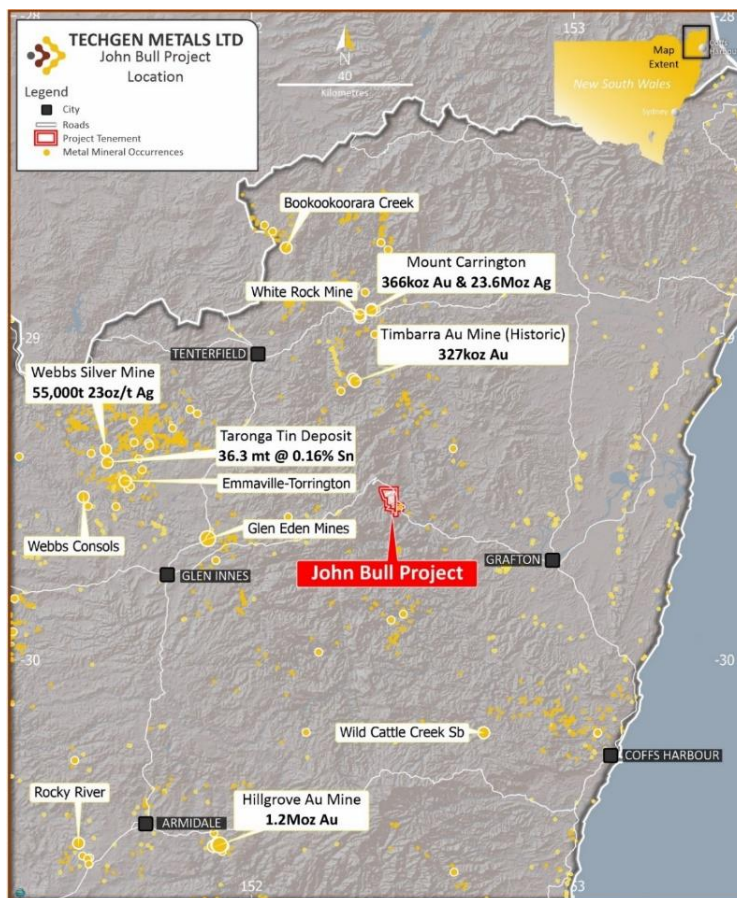 -28
153
-28
TECHGEN METALS LTD
John Bull Project
Location
N
40
Kilometres
Map
Extent
New South Wales
Sydney
Legend
City
Roads
Project Tenement
Metal Mineral Occurrences
Bookookoorara Creek
Mount Carrington
366koz Au & 23.6Moz Ag
White Rock Mine
-29
-29
Timbarra Au Mine (Historic)
327koz Au
TENTERFIELD
Webbs Silver Mine
55,000t 23oz/t Ag
Taronga Tin Deposit
36.3 mt @ 0.16% Sn
Emmaville-Torrington
Webbs Consols
Glen Eden Mines
GLEN INNES
John Bull Project
GRAFTON
-30
-30
Wild Cattle Creek Sb
COFFS HARBOUR
Rocky River
Hillgrove Au Mine
1.2Moz Au
ARMIDALE
152
153